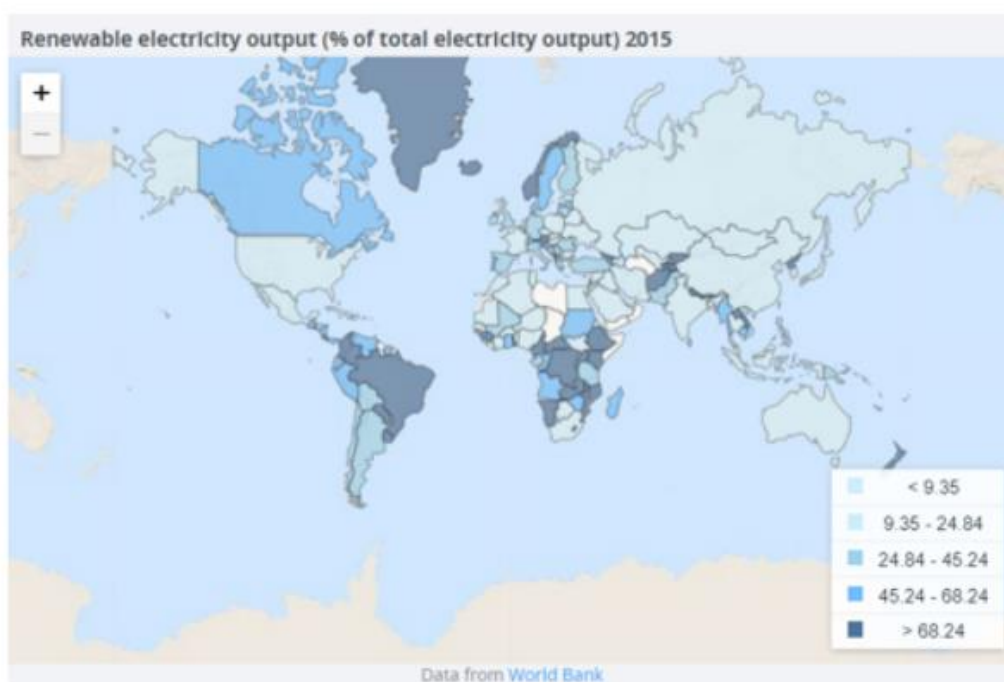 Renewable electricity output (% of total electricity output) 2015
+
−
< 9.35
9.35 - 24.84
24.84 - 45.24
45.24 - 68.24
> 68.24
Data from World Bank